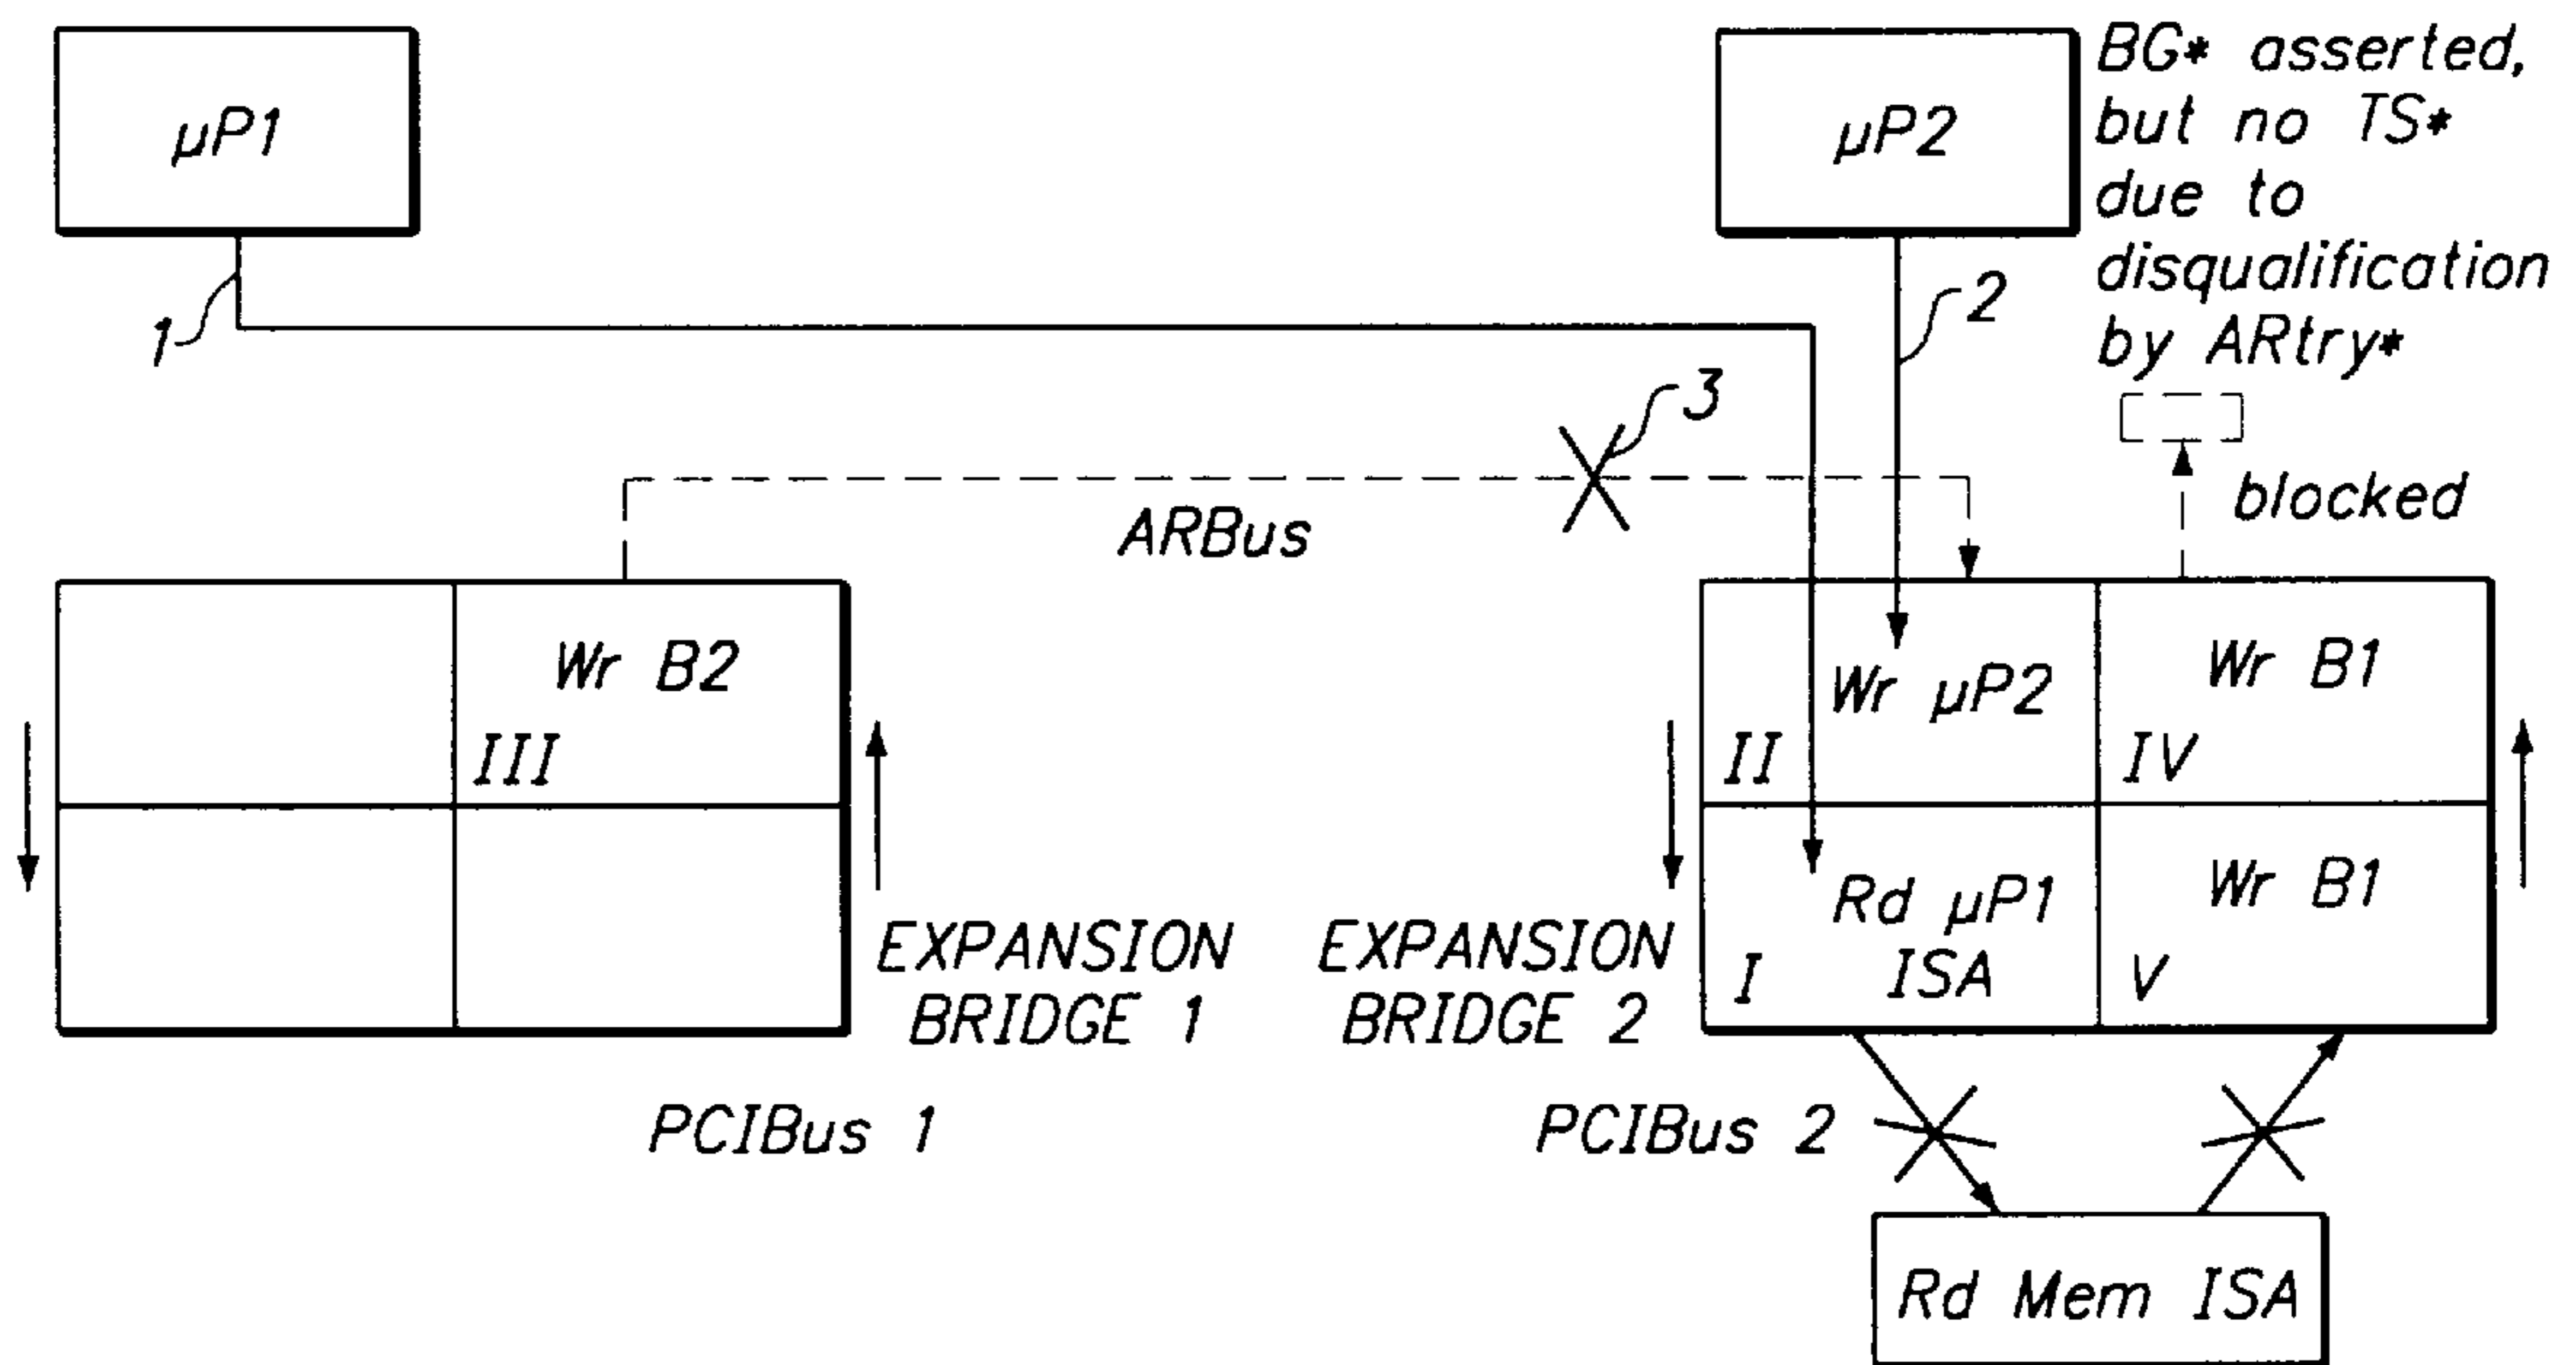 µP1
µP2
BG* asserted,
but no TS*
due to
disqualification
by ARtry*
1
2
3
ARBus
blocked
Wr B2
III
Wr µP2
II
Wr B1
IV
Rd µP1
ISA
I
Wr B1
V
EXPANSION
BRIDGE 1
EXPANSION
BRIDGE 2
PCIBus 1
PCIBus 2
Rd Mem ISA